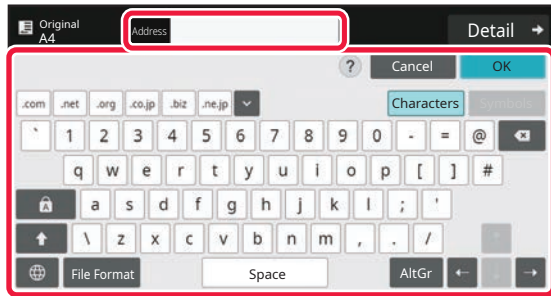 Original
A4
Address
Detail
?
Cancel
OK
.com .net .org .co.jp .biz .ne.jp
Characters
Symbols
` 1 2 3 4 5 6 7 8 9 0 - = @
q w e r t y u i o p [ ] #
A a s d f g h j k l ; '
\ z x c v b n m , . /
File Format
Space
AltGr